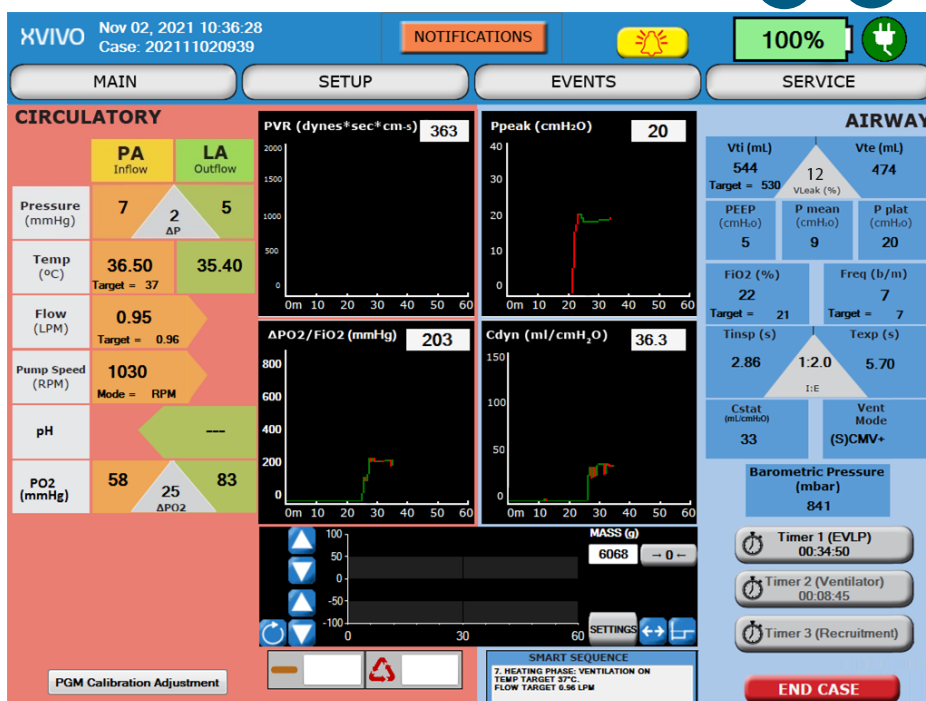 XVIVO
Nov 02, 2021 10:36:28
Case: 202111020939
NOTIFICATIONS
100%
MAIN
SETUP
EVENTS
SERVICE
CIRCULATORY
PA
Inflow
LA
Outflow
Pressure
(mmHg)
7
2
ΔP
5
Temp
(ºC)
36.50
Target = 37
35.40
Flow
(LPM)
0.95
Target = 0.96
Pump Speed
(RPM)
1030
Mode = RPM
pH
---
PO2
(mmHg)
58
25
ΔPO2
83
PGM Calibration Adjustment
PVR (dynes*sec*cm-5)
363
2000
1500
1000
500
0
0m 10 20 30 40 50 60
Ppeak (cmH2O)
20
40
30
20
10
0
0m 10 20 30 40 50 60
ΔPO2/FiO2 (mmHg)
203
800
600
400
200
0
0m 10 20 30 40 50 60
Cdyn (ml/cmH2O)
36.3
150
100
50
0
0m 10 20 30 40 50 60
100
50
0
-50
-100
0 30 60
MASS (g)
6068
→ 0 ←
SETTINGS
SMART SEQUENCE
7. HEATING PHASE: VENTILATION ON
TEMP TARGET 37°C.
FLOW TARGET 0.96 LPM
AIRWAY
Vti (mL)
544
Target = 530
12
VLeak (%)
Vte (mL)
474
PEEP
(cmH2o)
5
P mean
(cmH2o)
9
P plat
(cmH2o)
20
FiO2 (%)
22
Target = 21
Freq (b/m)
7
Target = 7
Tinsp (s)
2.86
1:2.0
I:E
Texp (s)
5.70
Cstat
(mL/cmH2O)
33
Vent
Mode
(S)CMV+
Barometric Pressure
(mbar)
841
Timer 1 (EVLP)
00:34:50
Timer 2 (Ventilator)
00:08:45
Timer 3 (Recruitment)
END CASE